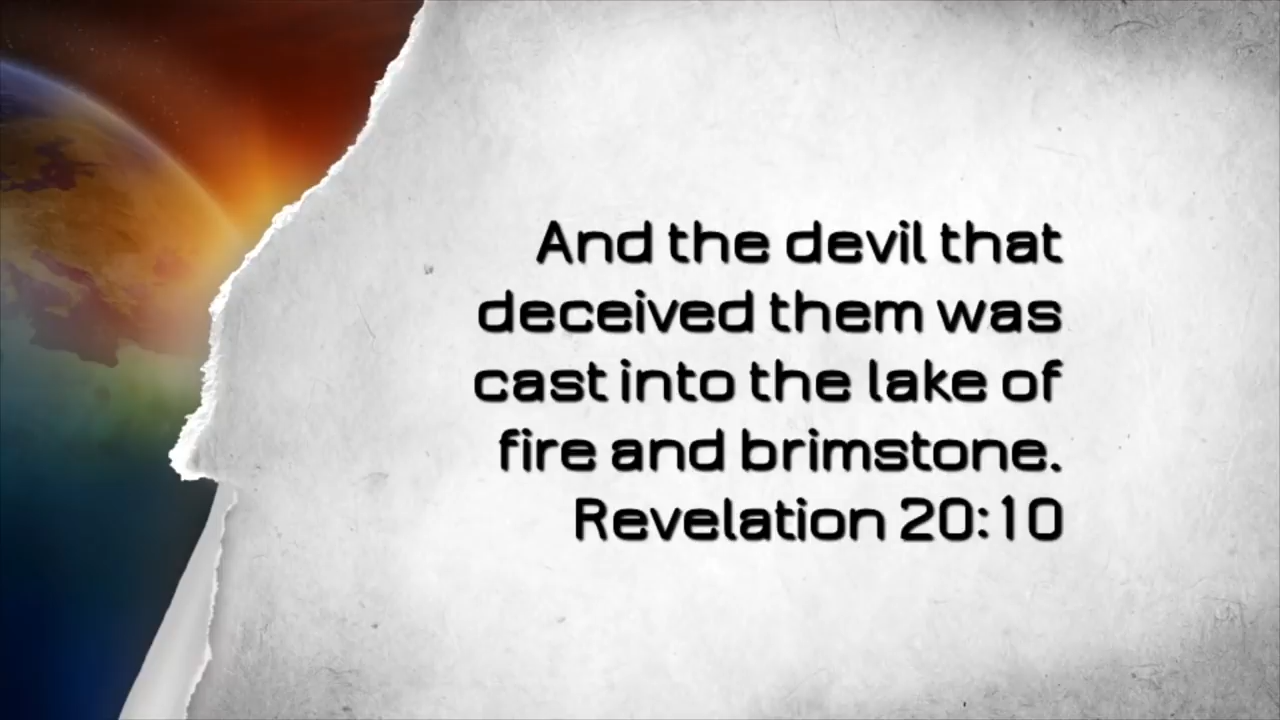 And the devil that
deceived them was
cast into the lake of
fire and brimstone.
Revelation 20:10